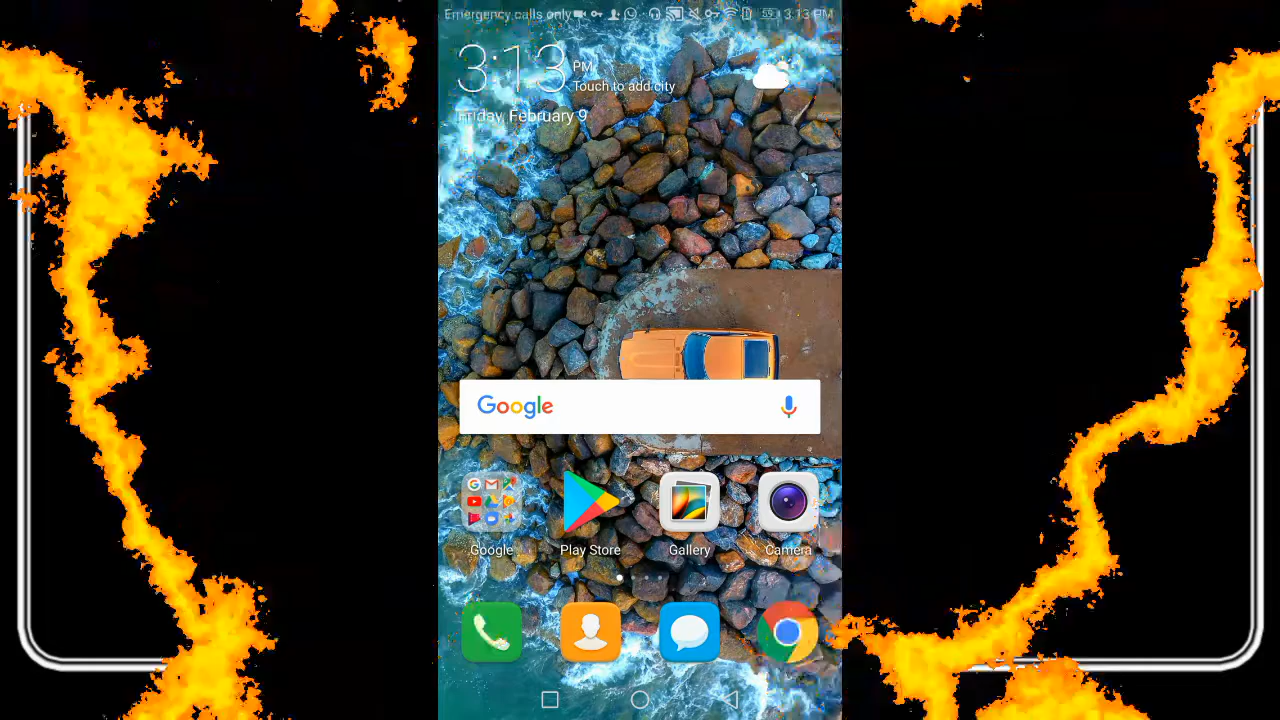 Emergency calls only 59 3:13 PM
3:13 PM
Touch to add city
Friday, February 9
Google
Google Play Store Gallery Camera